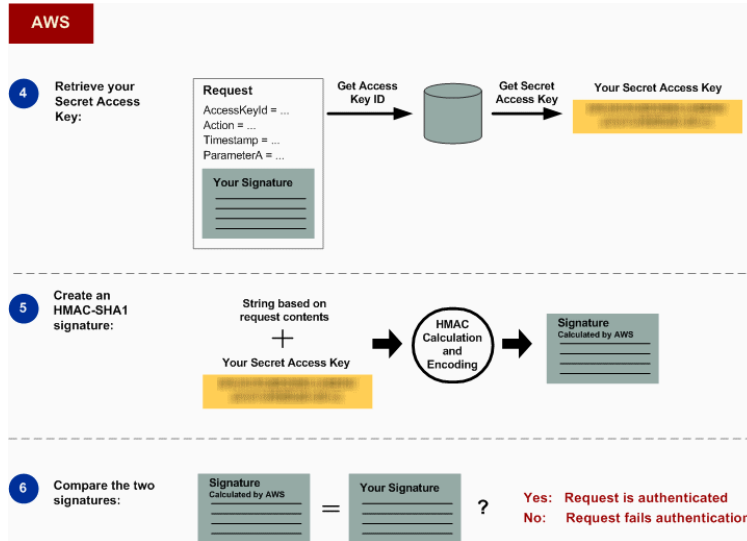 AWS
4
Retrieve your
Secret Access
Key:
Request
AccessKeyId = ...
Action = ...
Timestamp = ...
ParameterA = ...
Your Signature
Get Access
Key ID
Get Secret
Access Key
Your Secret Access Key
5
Create an
HMAC-SHA1
signature:
String based on
request contents
+
Your Secret Access Key
HMAC
Calculation
and
Encoding
Signature
Calculated by AWS
6
Compare the two
signatures:
Signature
Calculated by AWS
=
Your Signature
?
Yes: Request is authenticated
No: Request fails authentication